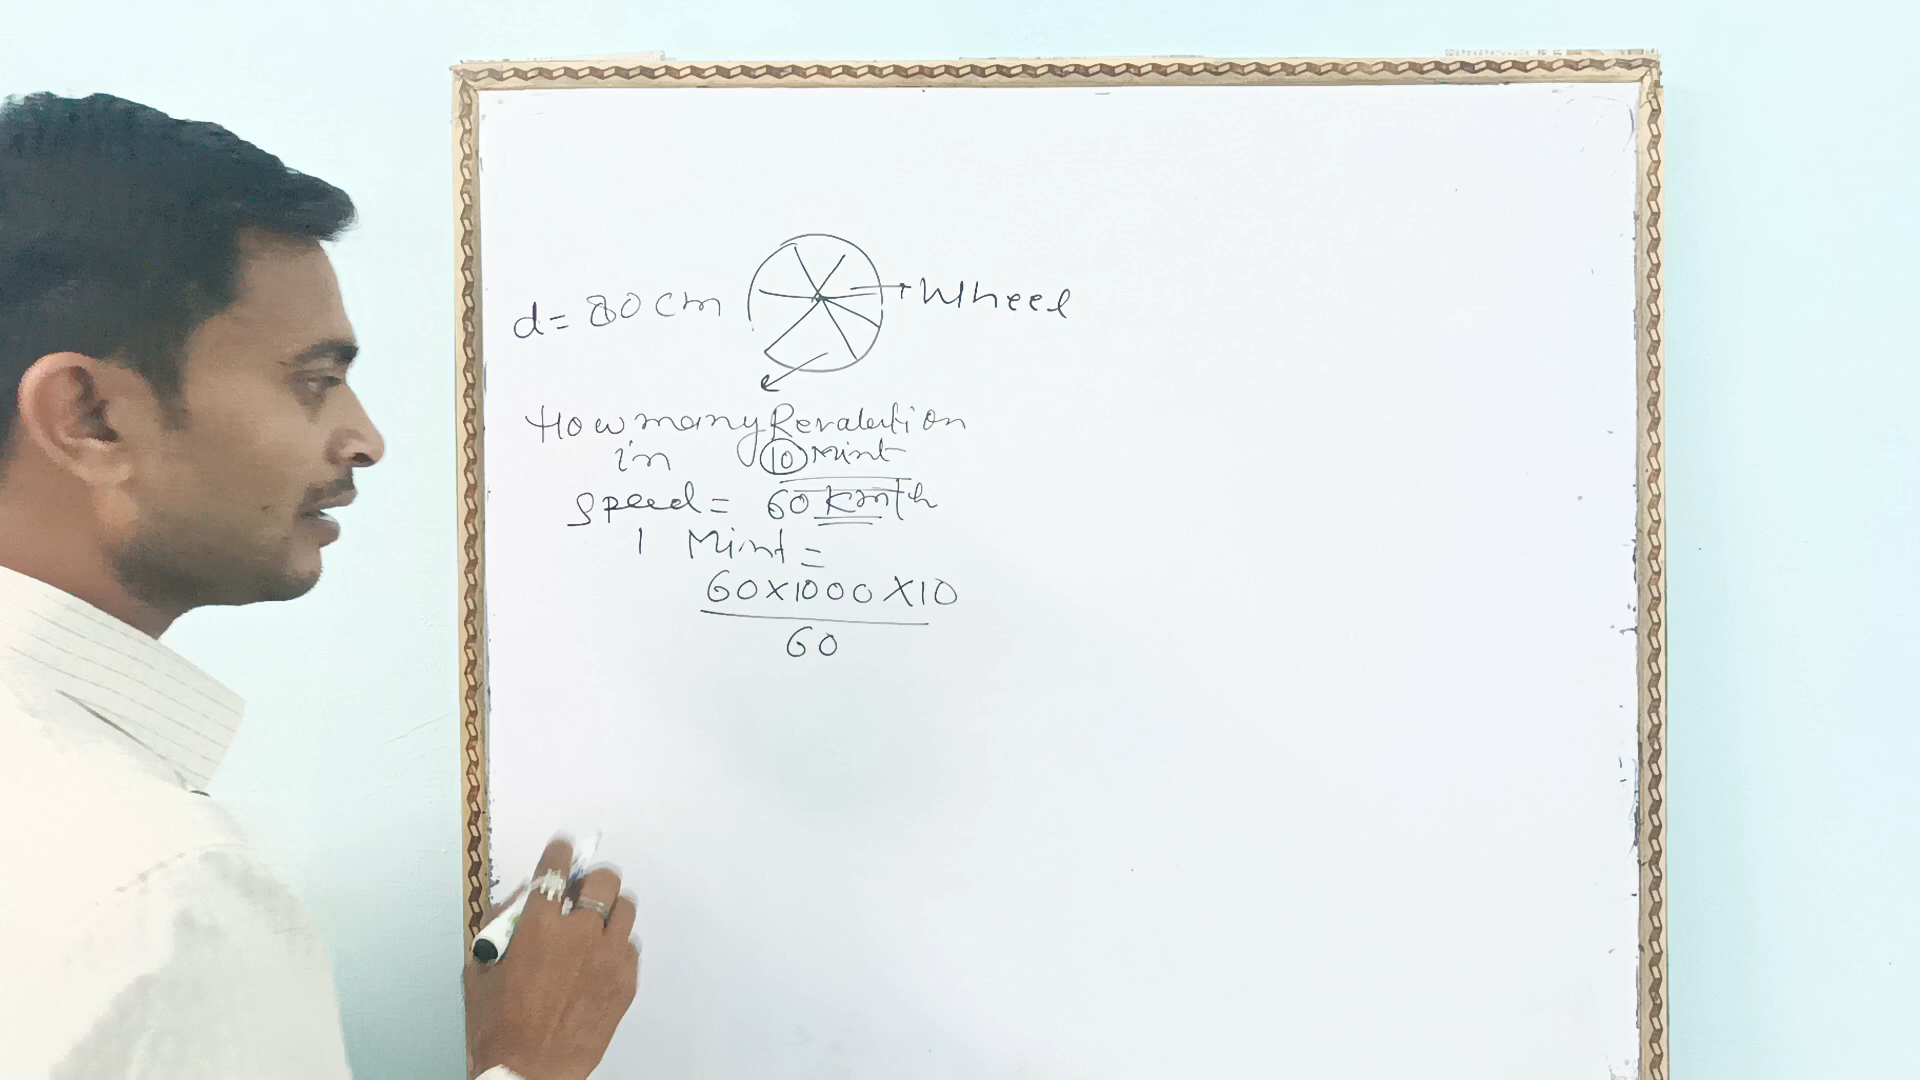 d = 80 cm
Wheel
How many Revalution
in 10 Mint
Speed = 60 Km/h
1 Mint =
60×1000×10
60